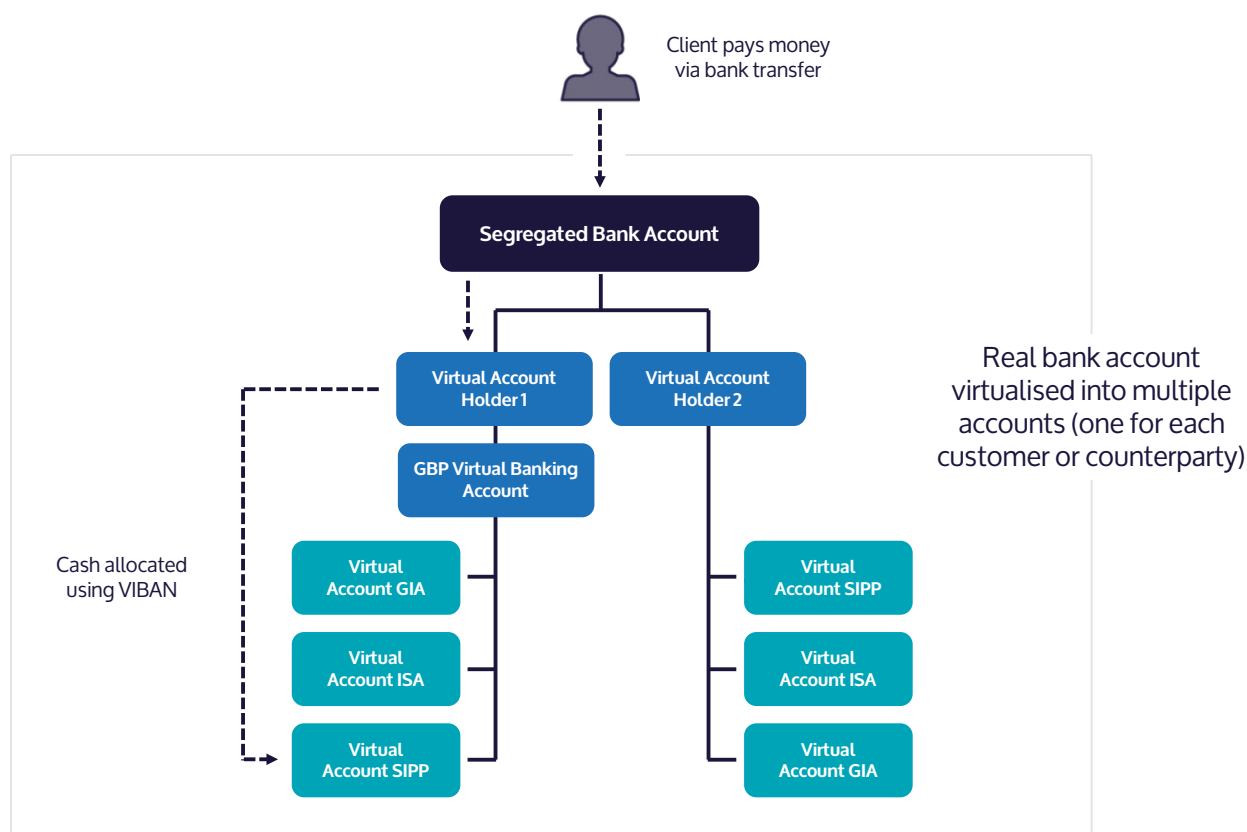 Client pays money
via bank transfer
Segregated Bank Account
Virtual Account
Holder 1
Virtual Account
Holder 2
Real bank account
virtualised into multiple
accounts (one for each
customer or counterparty)
GBP Virtual Banking
Account
Cash allocated
using VIBAN
Virtual
Account GIA
Virtual
Account ISA
Virtual
Account SIPP
Virtual
Account SIPP
Virtual
Account ISA
Virtual
Account GIA